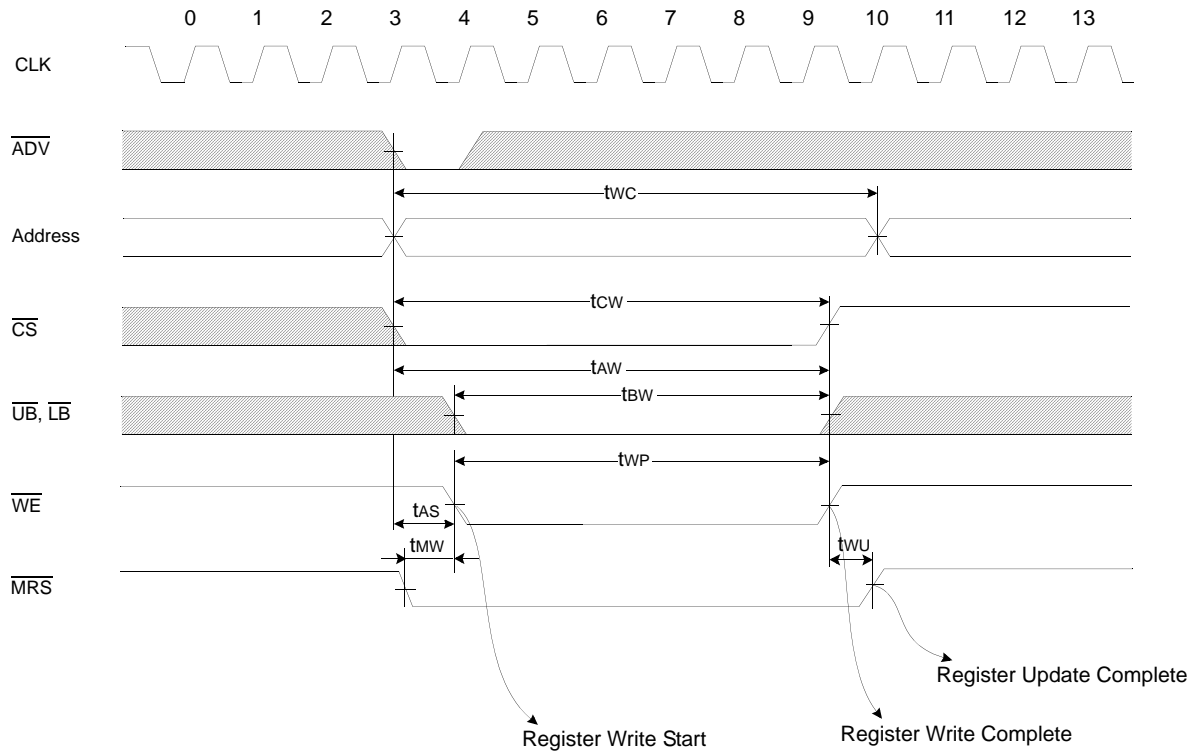 0 1 2 3 4 5 6 7 8 9 10 11 12 13
CLK
ADV
tWC
Address
tCW
CS
tAW
tBW
UB, LB
tWP
WE
tAS
tMW
tWU
MRS
Register Update Complete
Register Write Start
Register Write Complete